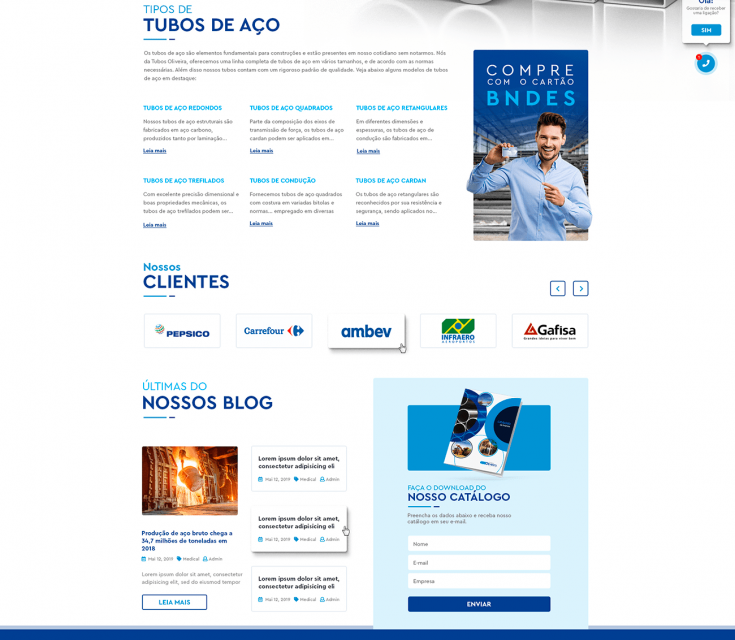 Olá!
Gostaria de receber
uma ligação?
SIM
TIPOS DE
TUBOS DE AÇO
Os tubos de aço são elementos fundamentais para construções e estão presentes em nosso cotidiano sem notarmos. Nós
da Tubos Oliveira, oferecemos uma linha completa de tubos de aço em vários tamanhos, e de acordo com as normas
necessárias. Além disso nossos tubos contam com um rigoroso padrão de qualidade. Veja abaixo alguns modelos de tubos
de aço em destaque:
TUBOS DE AÇO REDONDOS
Nossos tubos de aço estruturais são
fabricados em aço carbono,
produzidos tanto por laminação...
Leia mais
TUBOS DE AÇO QUADRADOS
Parte da composição dos eixos de
transmissão de força, os tubos de aço
cardan podem ser aplicados em...
Leia mais
TUBOS DE AÇO RETANGULARES
Em diferentes dimensões e
espessuras, os tubos de aço de
condução são fabricados em...
Leia mais
TUBOS DE AÇO TREFILADOS
Com excelente precisão dimensional e
boas propriedades mecânicas, os
tubos de aço trefilados podem ser...
Leia mais
TUBOS DE CONDUÇÃO
Fornecemos tubos de aço quadrados
com costura em variadas bitolas e
normas... empregado em diversas
Leia mais
TUBOS DE AÇO CARDAN
Os tubos de aço retangulares são
reconhecidos por sua resistência e
segurança, sendo aplicados no...
Leia mais
COMPRE
COM O CARTÃO
BNDES
Nossos
CLIENTES
PEPSICO
Carrefour
ambev
INFRAERO
AEROPORTOS
Gafisa
Grandes ideias para viver bem
ÚLTIMAS DO
NOSSOS BLOG
Produção de aço bruto chega a
34,7 milhões de toneladas em
2018
Mai 12, 2019 Medical Admin
Lorem ipsum dolor sit amet, consectetur
adipisicing elit, sed do eiusmod tempor
LEIA MAIS
Lorem ipsum dolor sit amet,
consectetur adipisicing eli
Mai 12, 2019 Medical Admin
Lorem ipsum dolor sit amet,
consectetur adipisicing eli
Mai 12, 2019 Medical Admin
Lorem ipsum dolor sit amet,
consectetur adipisicing eli
Mai 12, 2019 Medical Admin
FAÇA O DOWNLOAD DO
NOSSO CATÁLOGO
Preencha os dados abaixo e receba nosso
catálogo em seu e-mail.
Nome
E-mail
Empresa
ENVIAR